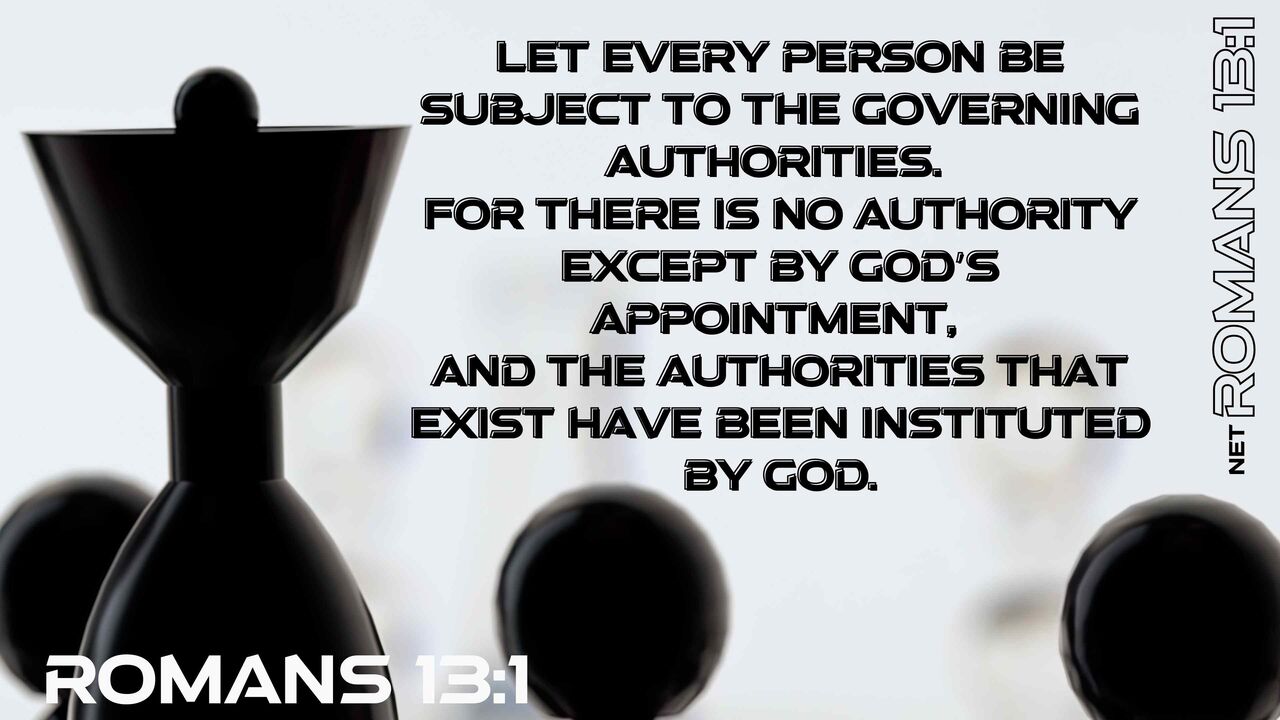 LET EVERY PERSON BE
SUBJECT TO THE GOVERNING
AUTHORITIES.
FOR THERE IS NO AUTHORITY
EXCEPT BY GOD'S
APPOINTMENT,
AND THE AUTHORITIES THAT
EXIST HAVE BEEN INSTITUTED
BY GOD.
NET ROMANS 13:1
ROMANS 13:1